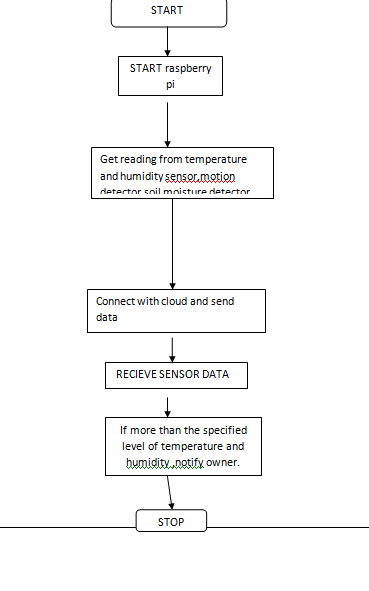 START
START raspberry
pi
Get reading from temperature
and humidity sensor,motion
detector,soil moisture detector
Connect with cloud and send
data
RECIEVE SENSOR DATA
If more than the specified
level of temperature and
humidity ,notify owner.
STOP